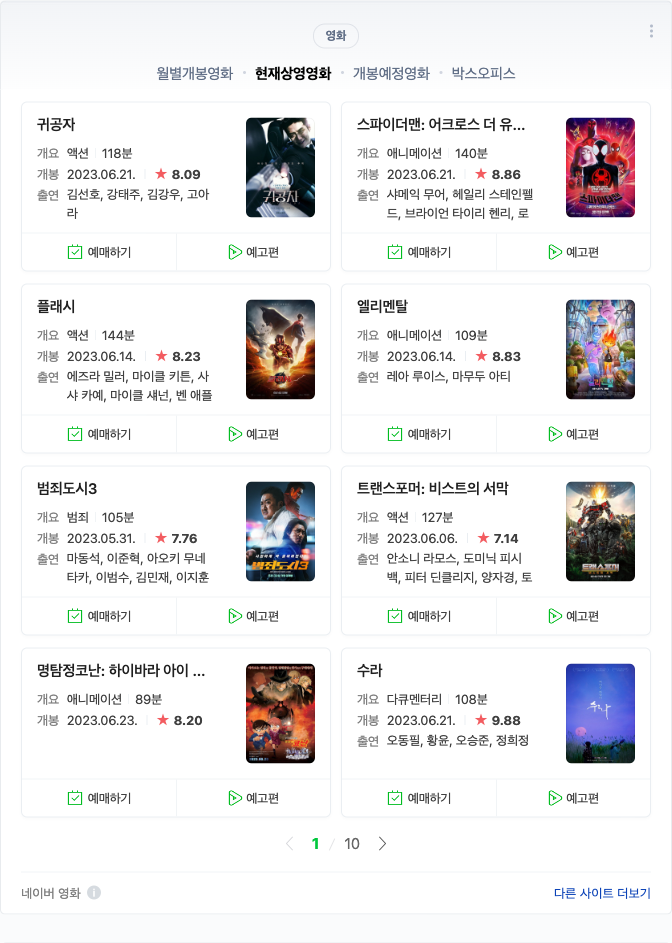 영화
월별개봉영화 · 현재상영영화 · 개봉예정영화 · 박스오피스
귀공자
개요 액션 118분
개봉 2023.06.21. ★ 8.09
출연 김선호, 강태주, 김강우, 고아
라
귀공자
예매하기 예고편
스파이더맨: 어크로스 더 유...
개요 애니메이션 140분
개봉 2023.06.21. ★ 8.86
출연 샤메익 무어, 헤일리 스테인펠
드, 브라이언 타이리 헨리, 로
스파이더맨
예매하기 예고편
플래시
개요 액션 144분
개봉 2023.06.14. ★ 8.23
출연 에즈라 밀러, 마이클 키튼, 사
샤 카예, 마이클 섀넌, 벤 애플
예매하기 예고편
엘리멘탈
개요 애니메이션 109분
개봉 2023.06.14. ★ 8.83
출연 레아 루이스, 마무두 아티
예매하기 예고편
범죄도시3
개요 범죄 105분
개봉 2023.05.31. ★ 7.76
출연 마동석, 이준혁, 아오키 무네
타카, 이범수, 김민재, 이지훈
범죄도시3
예매하기 예고편
트랜스포머: 비스트의 서막
개요 액션 127분
개봉 2023.06.06. ★ 7.14
출연 안소니 라모스, 도미닉 피시
백, 피터 딘클리지, 양자경, 토
트랜스포머
예매하기 예고편
명탐정코난: 하이바라 아이 ...
개요 애니메이션 89분
개봉 2023.06.23. ★ 8.20
예매하기 예고편
수라
개요 다큐멘터리 108분
개봉 2023.06.21. ★ 9.88
출연 오동필, 황윤, 오승준, 정희정
수라
예매하기 예고편
1 / 10
네이버 영화
다른 사이트 더보기